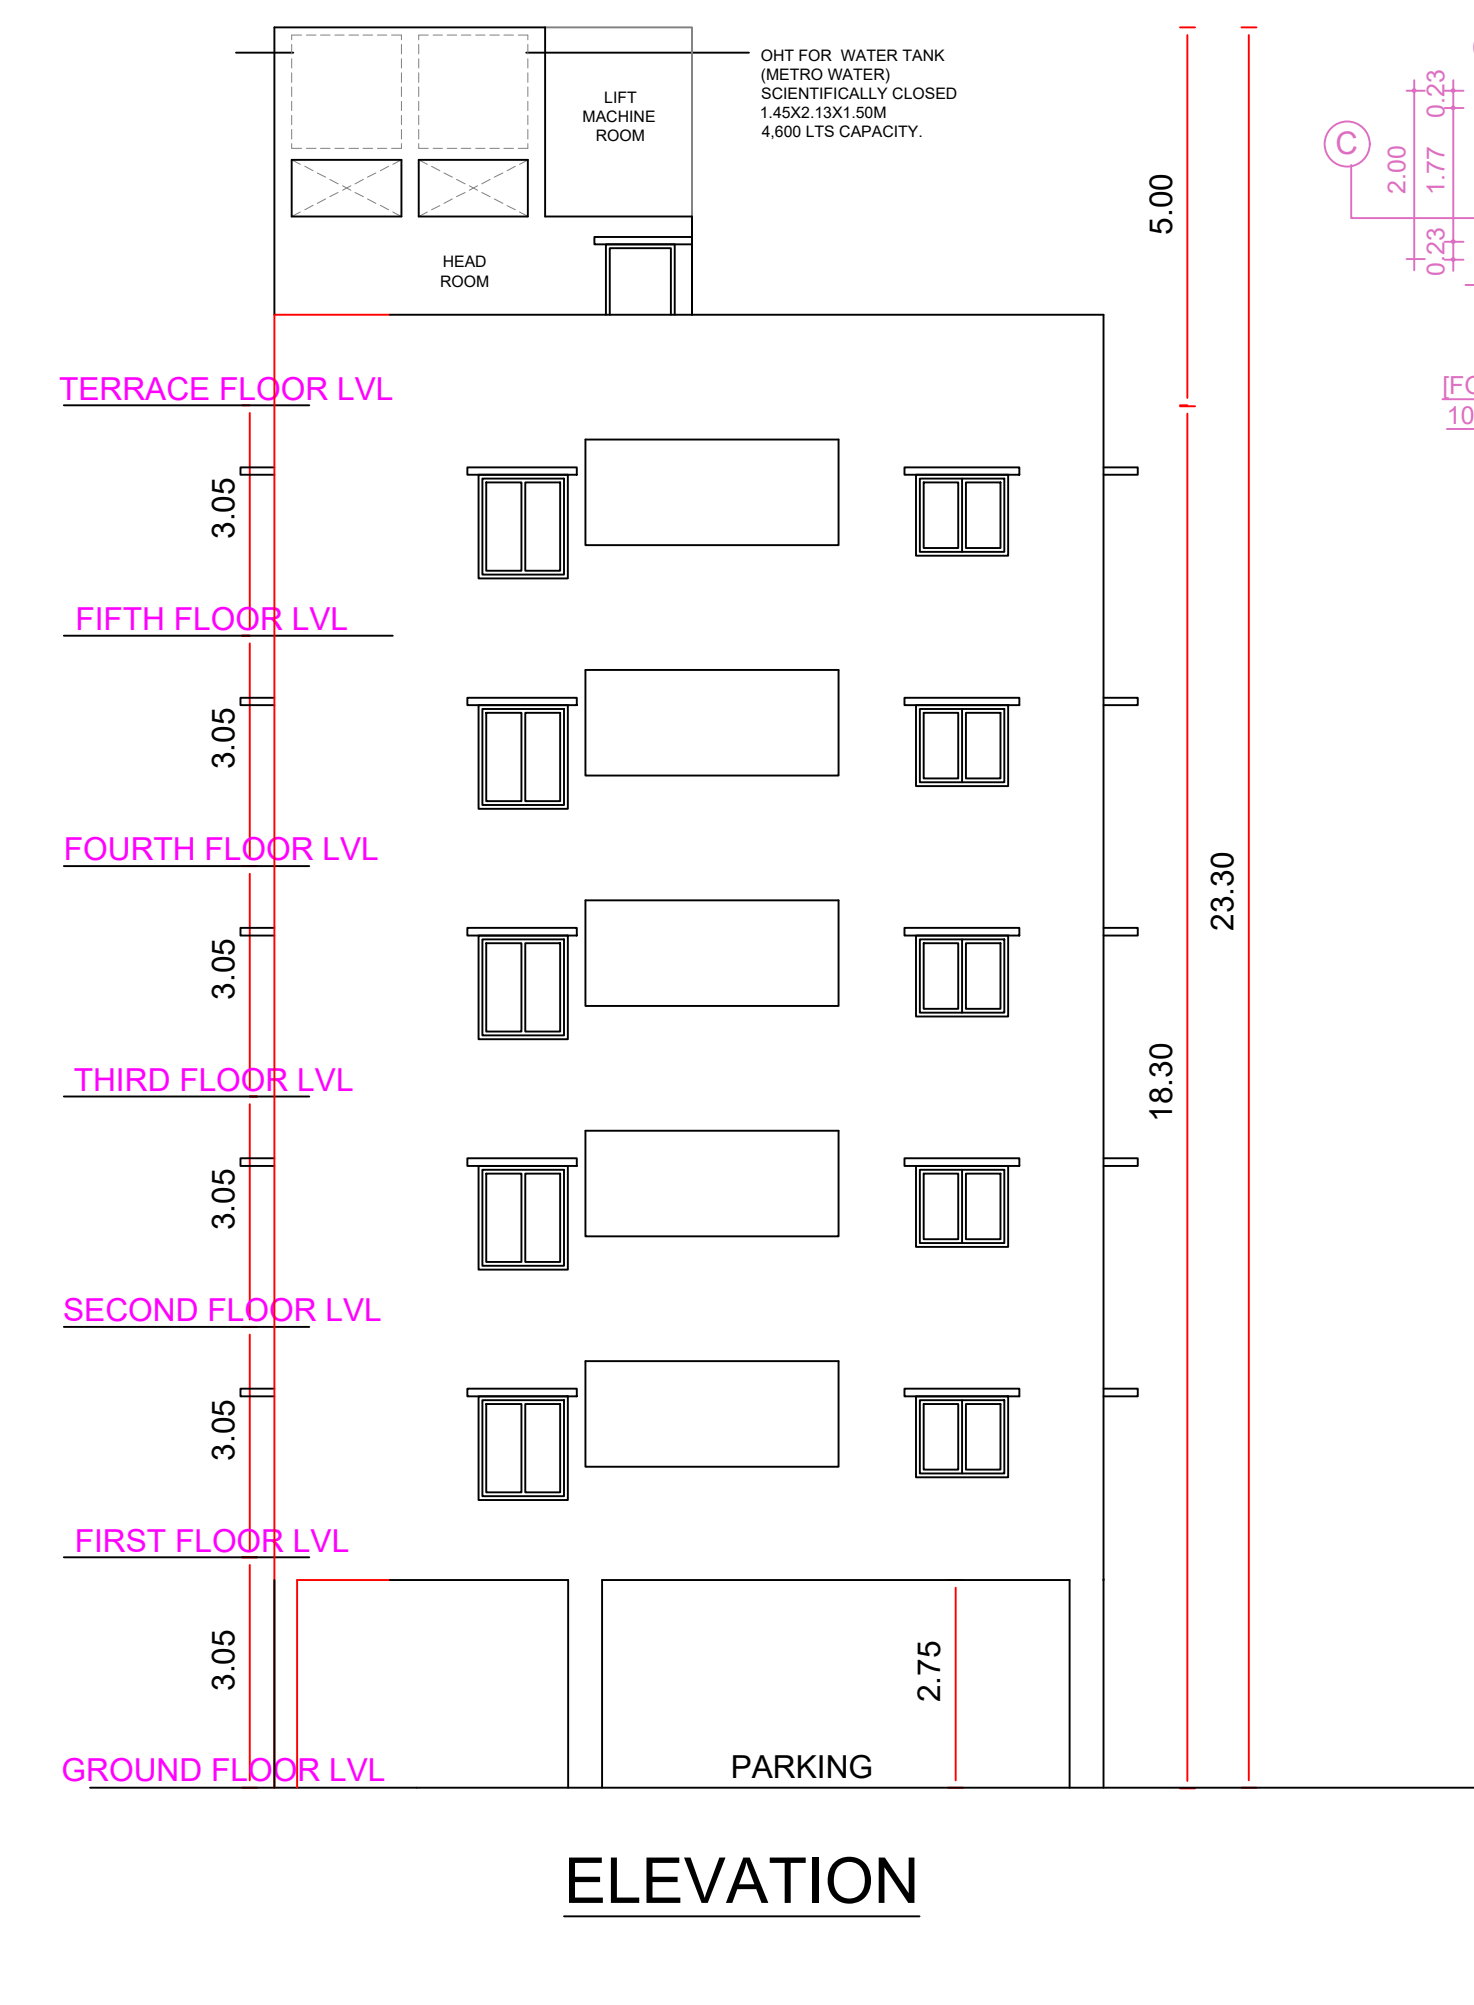 OHT FOR WATER TANK
(METRO WATER)
SCIENTIFICALLY CLOSED
1.45X2.13X1.50M
4,600 LTS CAPACITY.
LIFT
MACHINE
ROOM
HEAD
ROOM
5.00
C
2.00
0.23
1.77
0.23
[FO
10
TERRACE FLOOR LVL
3.05
FIFTH FLOOR LVL
3.05
FOURTH FLOOR LVL
3.05
23.30
18.30
THIRD FLOOR LVL
3.05
SECOND FLOOR LVL
3.05
FIRST FLOOR LVL
3.05
2.75
PARKING
GROUND FLOOR LVL
ELEVATION